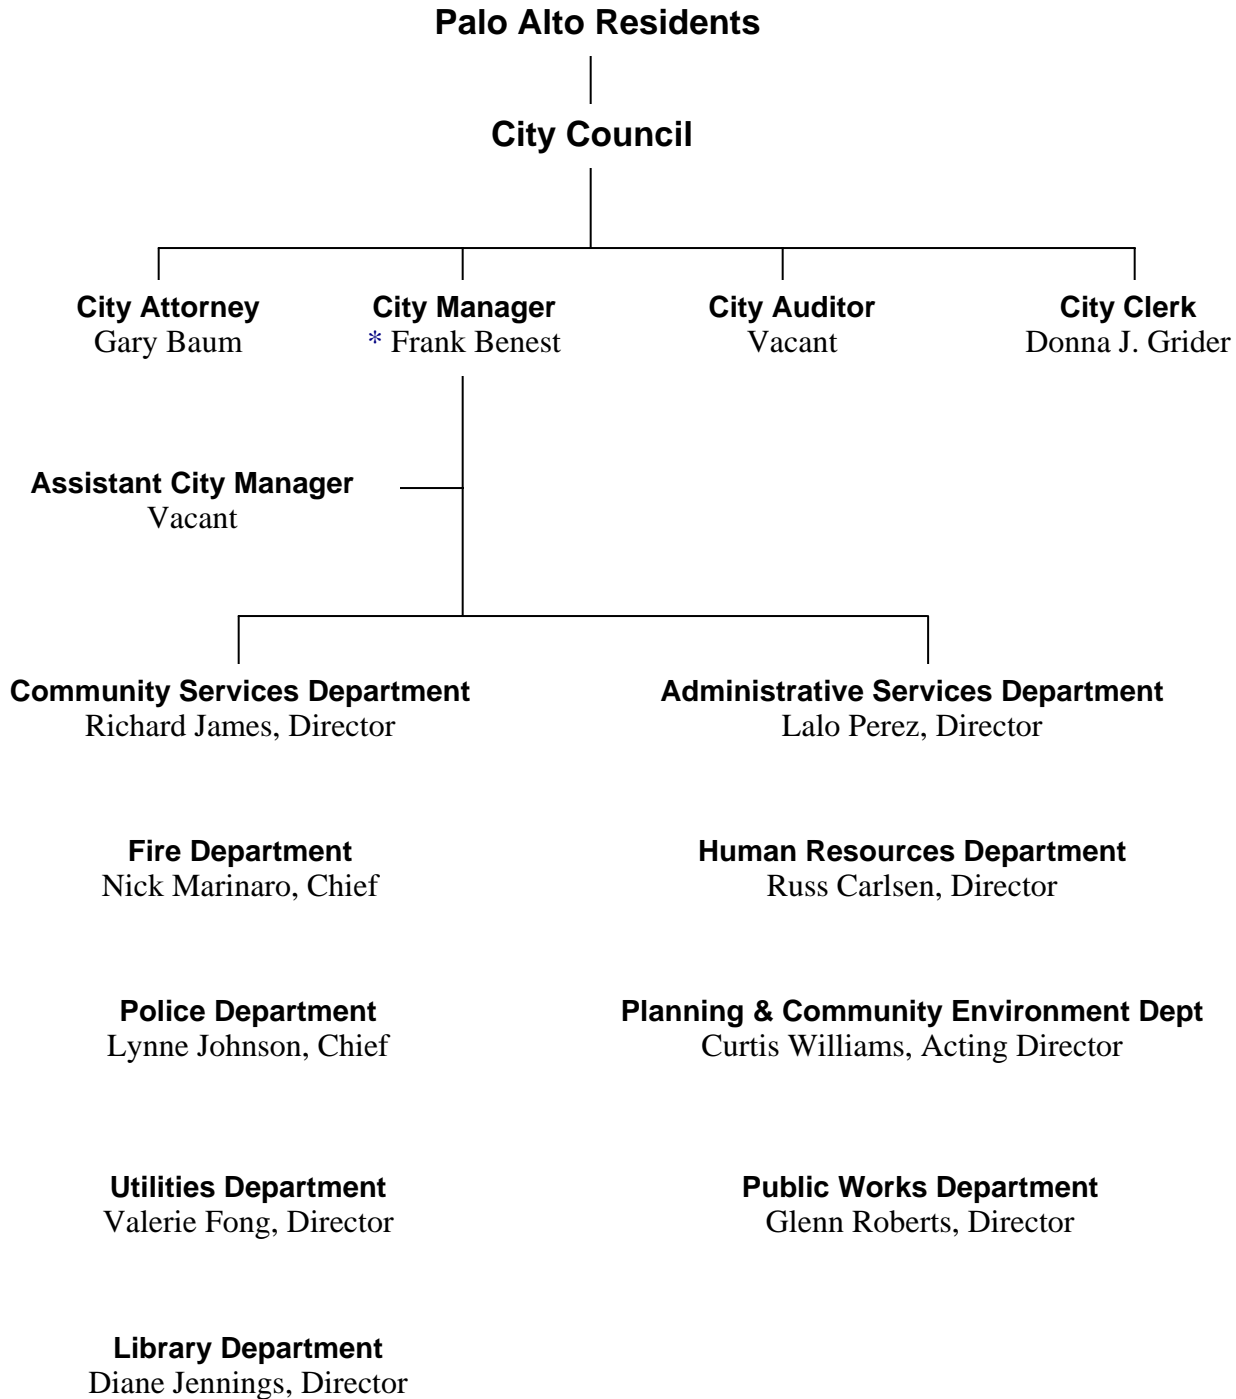 Palo Alto Residents
City Council
City Attorney
Gary Baum
City Manager
* Frank Benest
City Auditor
Vacant
City Clerk
Donna J. Grider
Assistant City Manager
Vacant
Community Services Department
Richard James, Director
Administrative Services Department
Lalo Perez, Director
Fire Department
Nick Marinaro, Chief
Human Resources Department
Russ Carlsen, Director
Police Department
Lynne Johnson, Chief
Planning & Community Environment Dept
Curtis Williams, Acting Director
Utilities Department
Valerie Fong, Director
Public Works Department
Glenn Roberts, Director
Library Department
Diane Jennings, Director